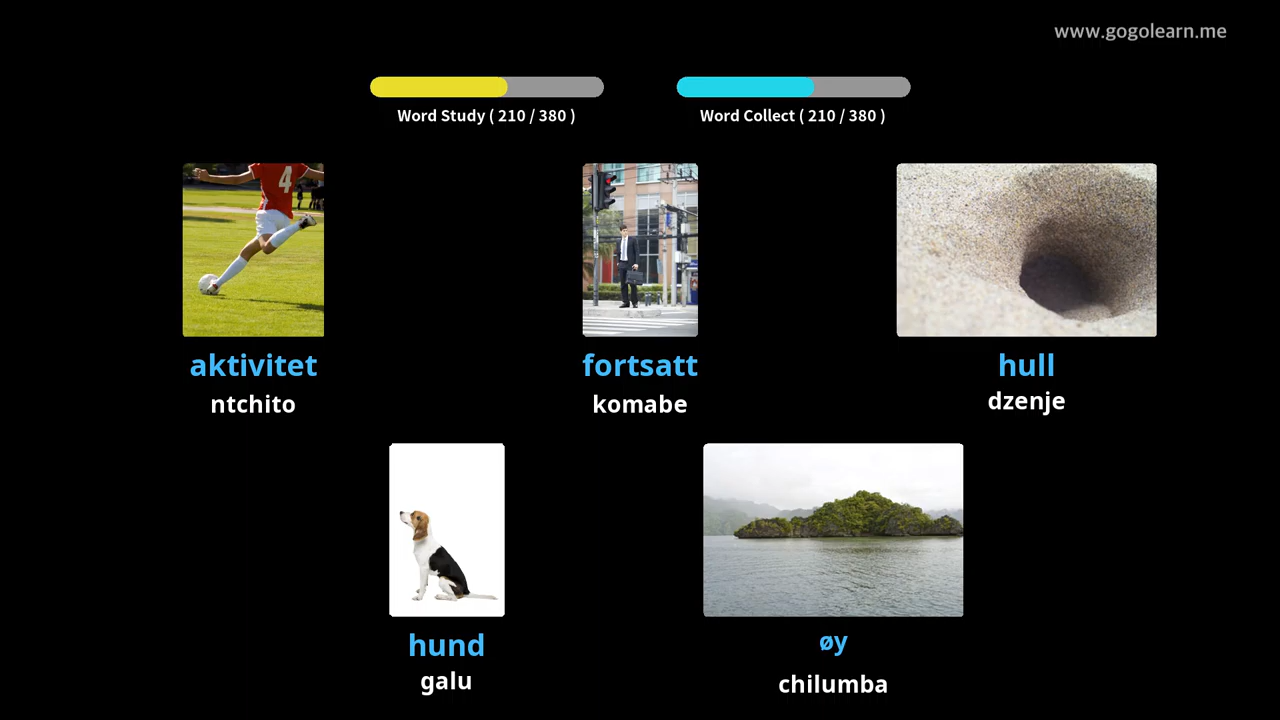 www.gogolearn.me
Word Study ( 210 / 380 )
Word Collect ( 210 / 380 )
4
aktivitet
ntchito
fortsatt
komabe
hull
dzenje
hund
galu
øy
chilumba